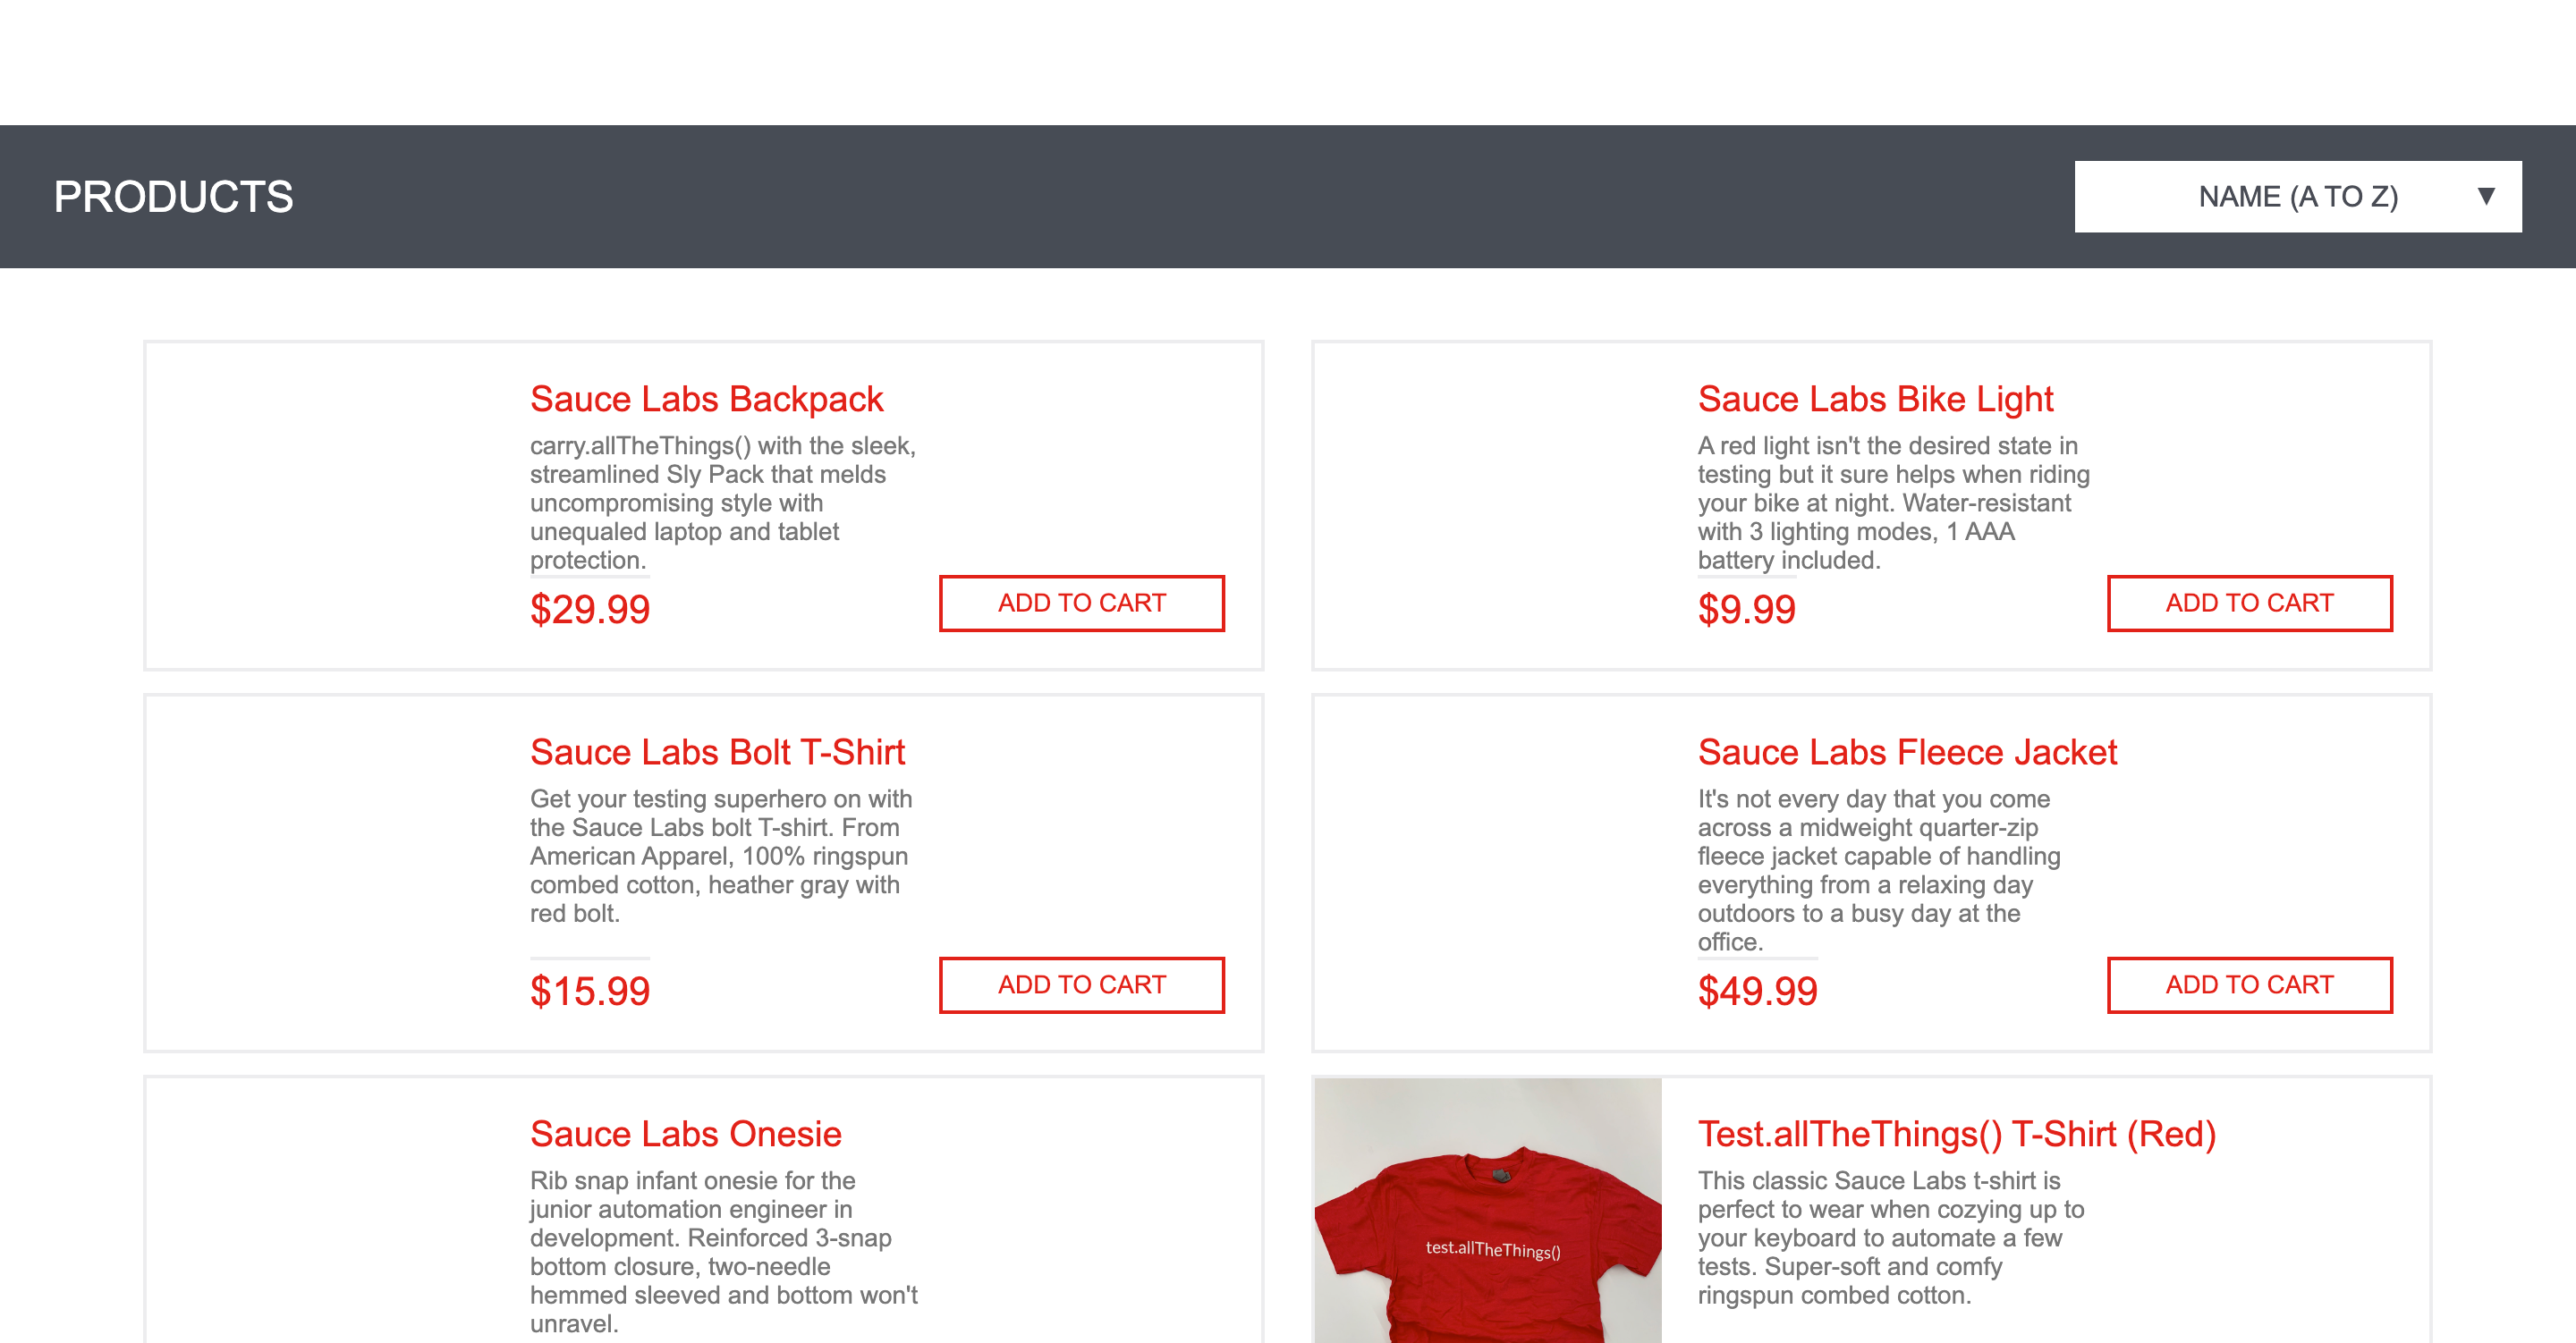 PRODUCTS
NAME (A TO Z)
Sauce Labs Backpack
carry.allTheThings() with the sleek,
streamlined Sly Pack that melds
uncompromising style with
unequaled laptop and tablet
protection.
$29.99
ADD TO CART
Sauce Labs Bike Light
A red light isn't the desired state in
testing but it sure helps when riding
your bike at night. Water-resistant
with 3 lighting modes, 1 AAA
battery included.
$9.99
ADD TO CART
Sauce Labs Bolt T-Shirt
Get your testing superhero on with
the Sauce Labs bolt T-shirt. From
American Apparel, 100% ringspun
combed cotton, heather gray with
red bolt.
$15.99
ADD TO CART
Sauce Labs Fleece Jacket
It's not every day that you come
across a midweight quarter-zip
fleece jacket capable of handling
everything from a relaxing day
outdoors to a busy day at the
office.
$49.99
ADD TO CART
Sauce Labs Onesie
Rib snap infant onesie for the
junior automation engineer in
development. Reinforced 3-snap
bottom closure, two-needle
hemmed sleeved and bottom won't
unravel.
test.allTheThings()
Test.allTheThings() T-Shirt (Red)
This classic Sauce Labs t-shirt is
perfect to wear when cozying up to
your keyboard to automate a few
tests. Super-soft and comfy
ringspun combed cotton.